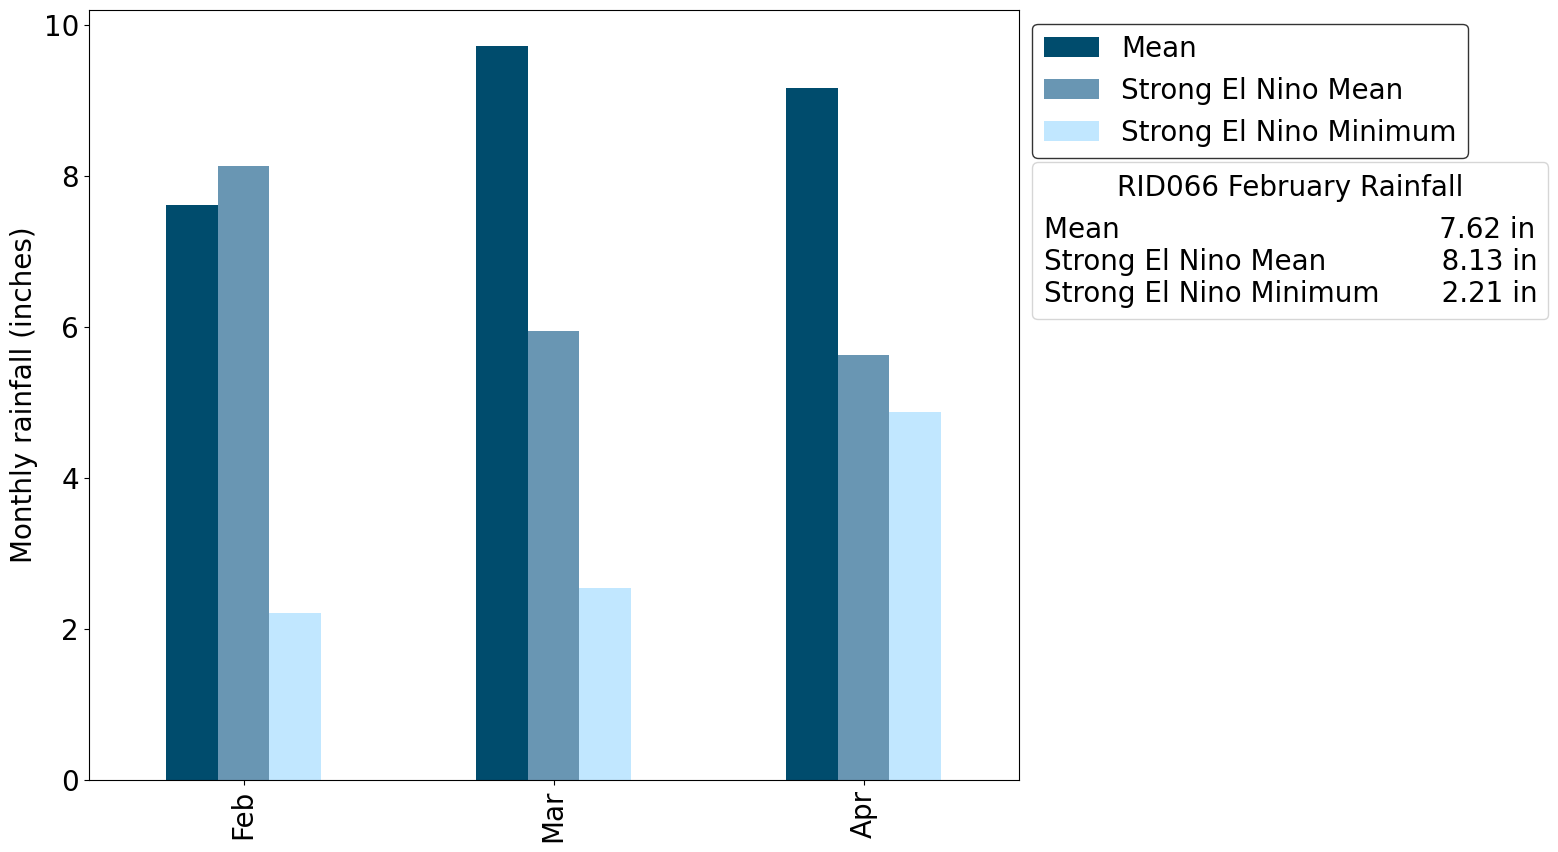 Monthly rainfall (inches)
10
8
6
4
2
0
Feb
Mar
Apr
Mean
Strong El Nino Mean
Strong El Nino Minimum
RID066 February Rainfall
Mean 7.62 in
Strong El Nino Mean 8.13 in
Strong El Nino Minimum 2.21 in